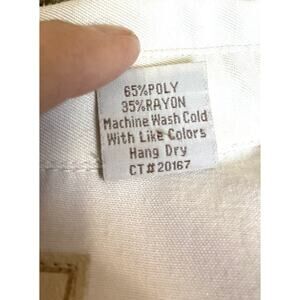 65%POLY
35%RAYON
Machine Wash Cold
With Like Colors
Hang Dry
CT#20167